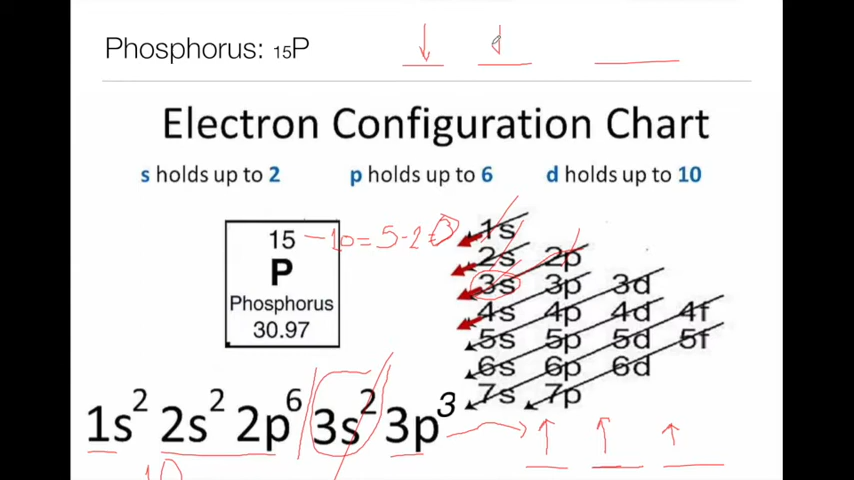 Phosphorus: ₁₅P
Electron Configuration Chart
s holds up to 2
p holds up to 6
d holds up to 10
15 -10=5-2=3
P
Phosphorus
30.97
1s
2s 2p
3s 3p 3d
4s 4p 4d 4f
5s 5p 5d 5f
6s 6p 6d
7s 7p
1s² 2s² 2p⁶ 3s² 3p³
10